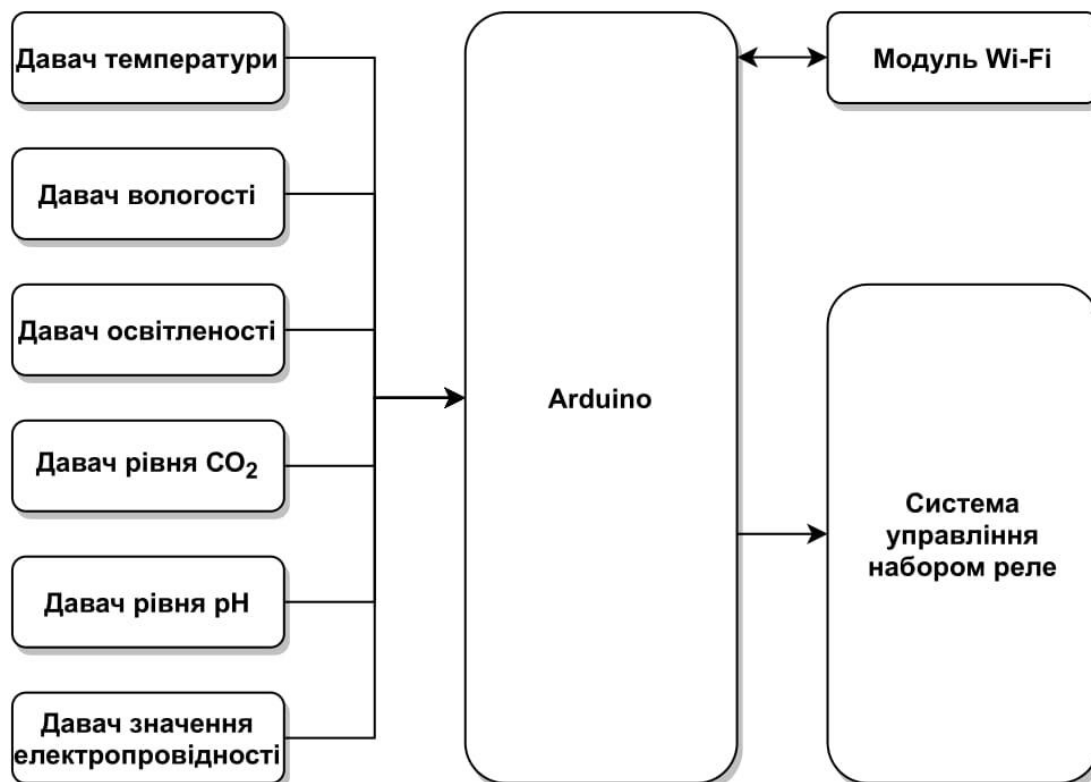 Давач температури
Давач вологості
Давач освітленості
Давач рівня CO₂
Давач рівня pH
Давач значення
електропровідності
Arduino
Модуль Wi-Fi
Система
управління
набором реле